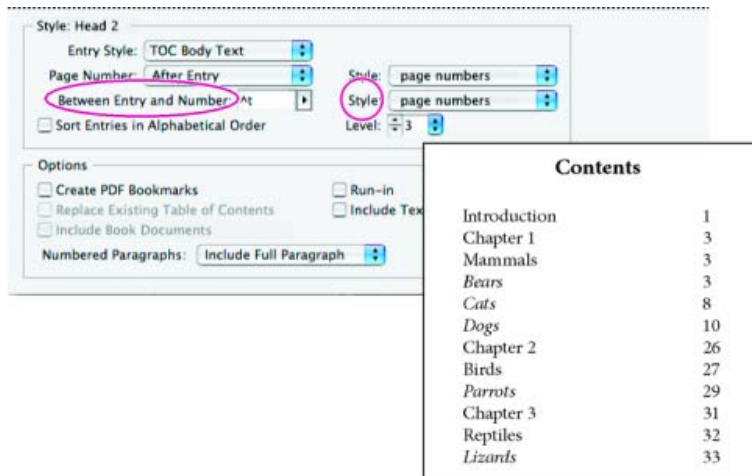 Style: Head 2
Entry Style: TOC Body Text
Page Number: After Entry Style: page numbers
Between Entry and Number: ^t Style: page numbers
Sort Entries in Alphabetical Order Level: 3
Options
Create PDF Bookmarks Run-in
Replace Existing Table of Contents Include Tex
Include Book Documents
Numbered Paragraphs: Include Full Paragraph
Contents
Introduction 1
Chapter 1 3
Mammals 3
Bears 3
Cats 8
Dogs 10
Chapter 2 26
Birds 27
Parrots 29
Chapter 3 31
Reptiles 32
Lizards 33